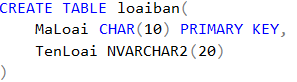 CREATE TABLE loaiban(
    MaLoai CHAR(10) PRIMARY KEY,
    TenLoai NVARCHAR2(20)
)